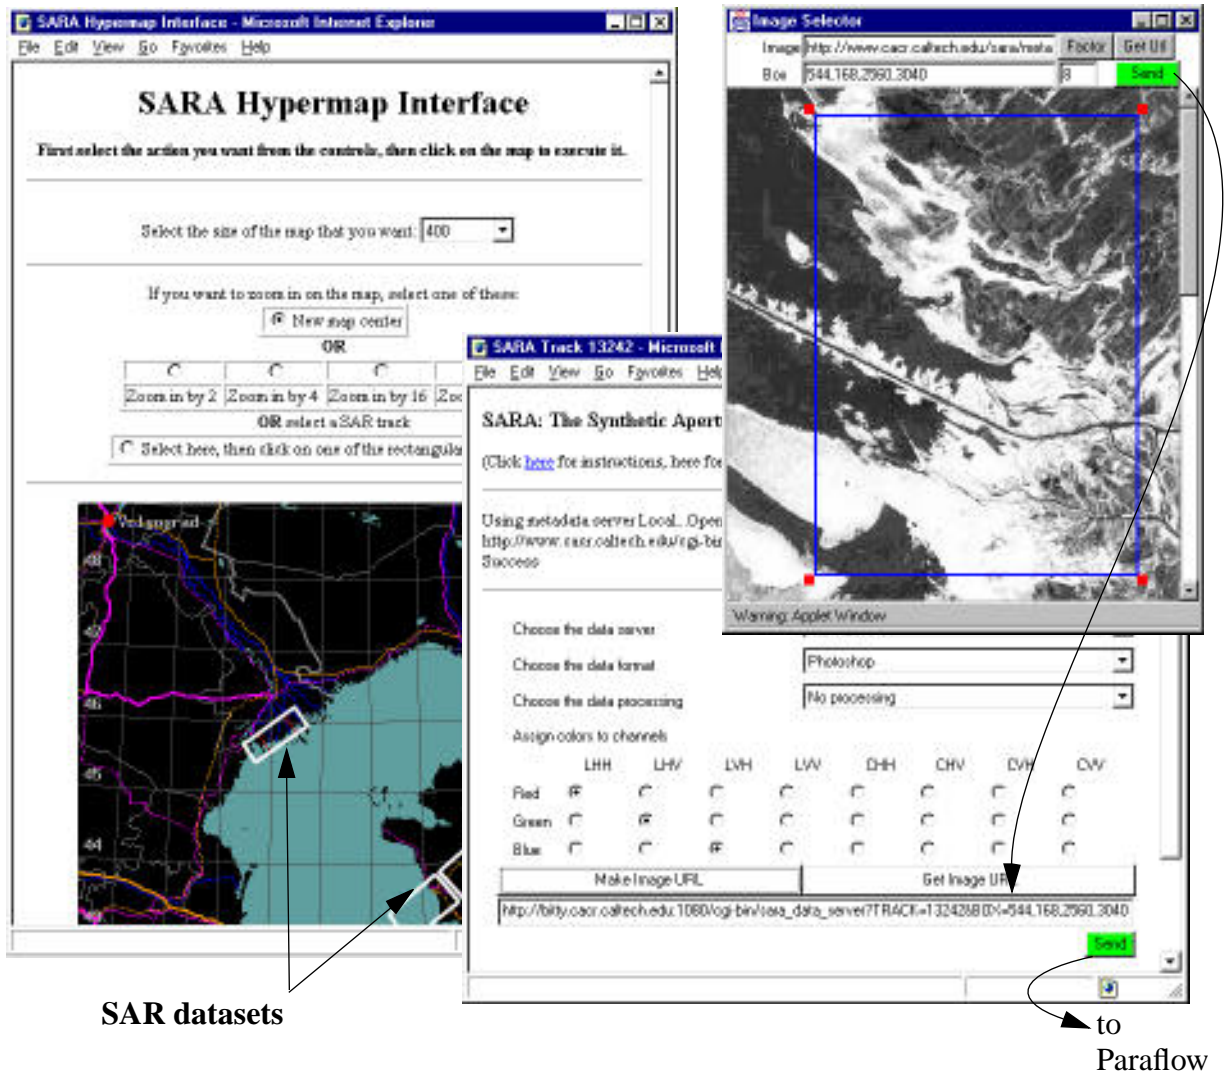 SARA Hypermap Interface - Microsoft Internet Explorer
File Edit View Go Favorites Help
SARA Hypermap Interface
First select the action you want from the controls, then click on the map to execute it.
Select the size of the map that you want: 400
If you want to zoom in on the map, select one of these:
New map center
OR
Zoom in by 2 Zoom in by 4 Zoom in by 16 Zoo
OR select a SAR track
Select here, then click on one of the rectangula
48
46
45
44
SAR datasets
SARA Track 13242 - Microsoft
File Edit View Go Favorites Help
SARA: The Synthetic Apert
(Click here for instructions, here for
Using metadata server Local...Open
http://www.cacr.caltech.edu/cgi-bin
Success
Choose the data server
Choose the data format Photoshop
Choose the data processing No processing
Assign colors to channels
LHH LHV LVH LVV CHH CHV CVH CVV
Red
Green
Blue
Make Image URL Get Image URL
http://bitty.cacr.caltech.edu:1080/cgi-bin/sara_data_server?TRACK=13242&BOX=544,168,2560,3040
Send
to
Paraflow
Image Selector
Image http://www.cacr.caltech.edu/sara/meta Factor Get Url
Box 544,168,2560,3040 8 Send
Warning: Applet Window